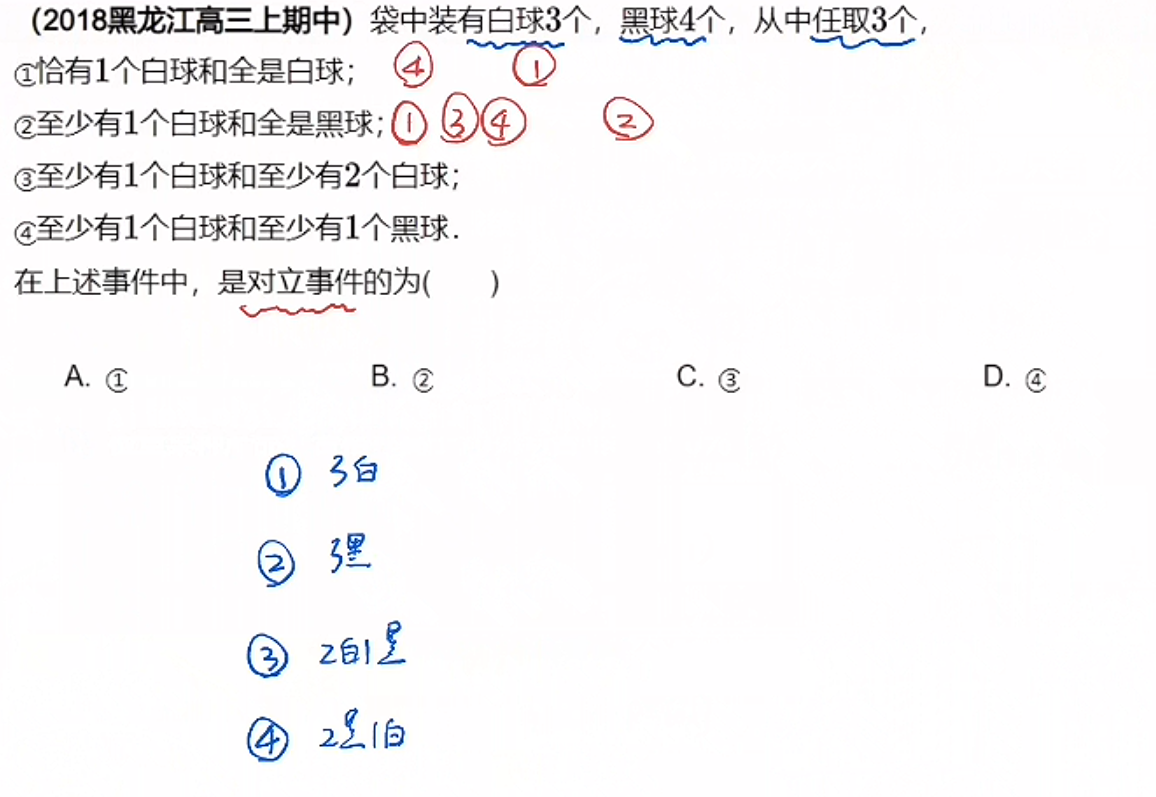 （2018黑龙江高三上期中）袋中装有白球3个，黑球4个，从中任取3个，
①恰有1个白球和全是白球； ④ ①
②至少有1个白球和全是黑球；① ③ ④ ②
③至少有1个白球和至少有2个白球；
④至少有1个白球和至少有1个黑球．
在上述事件中，是对立事件的为( )
A. ① B. ② C. ③ D. ④
① 3白
② 3黑
③ 2白1黑
④ 2黑1白